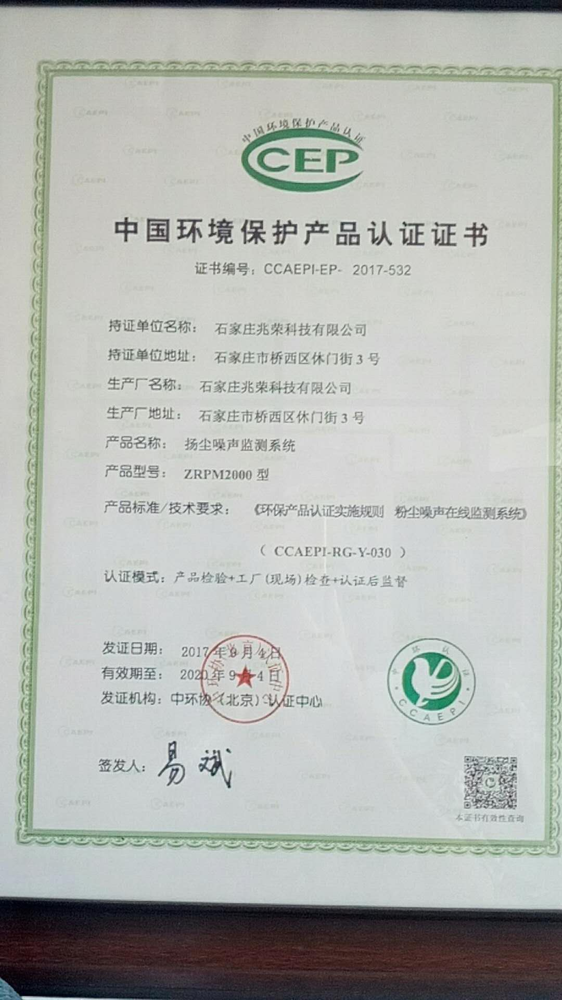 中国环境保护产品认证
CEP
中国环境保护产品认证证书
证书编号：CCAEPI-EP- 2017-532
持证单位名称： 石家庄兆荣科技有限公司
持证单位地址： 石家庄市桥西区休门街 3 号
生产厂名称： 石家庄兆荣科技有限公司
生产厂地址： 石家庄市桥西区休门街 3 号
产品名称： 扬尘噪声监测系统
产品型号： ZRPM2000 型
产品标准/技术要求： 《环保产品认证实施规则 粉尘噪声在线监测系统》
（ CCAEPI-RG-Y-030 ）
认证模式：产品检验+工厂(现场)检查+认证后监督
发证日期： 2017 年 9 月 4 日
有效期至： 2020 年 9 月 4 日
发证机构：中环协（北京）认证中心
中环认证
CCAEPI
签发人：易斌
本证书有效性查询